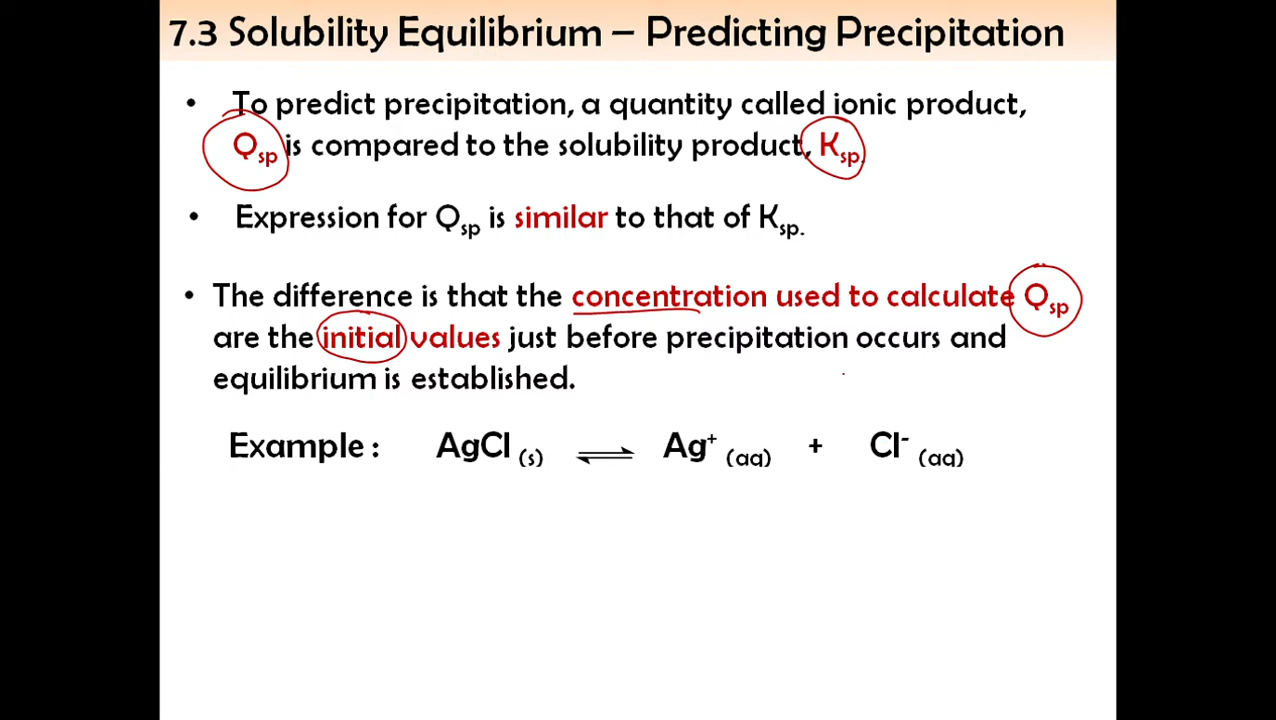 7.3 Solubility Equilibrium – Predicting Precipitation
• To predict precipitation, a quantity called ionic product,
Qsp is compared to the solubility product, Ksp.
• Expression for Qsp is similar to that of Ksp.
• The difference is that the concentration used to calculate Qsp
are the initial values just before precipitation occurs and
equilibrium is established.
Example : AgCl (s) ⇌ Ag⁺ (aq) + Cl⁻ (aq)